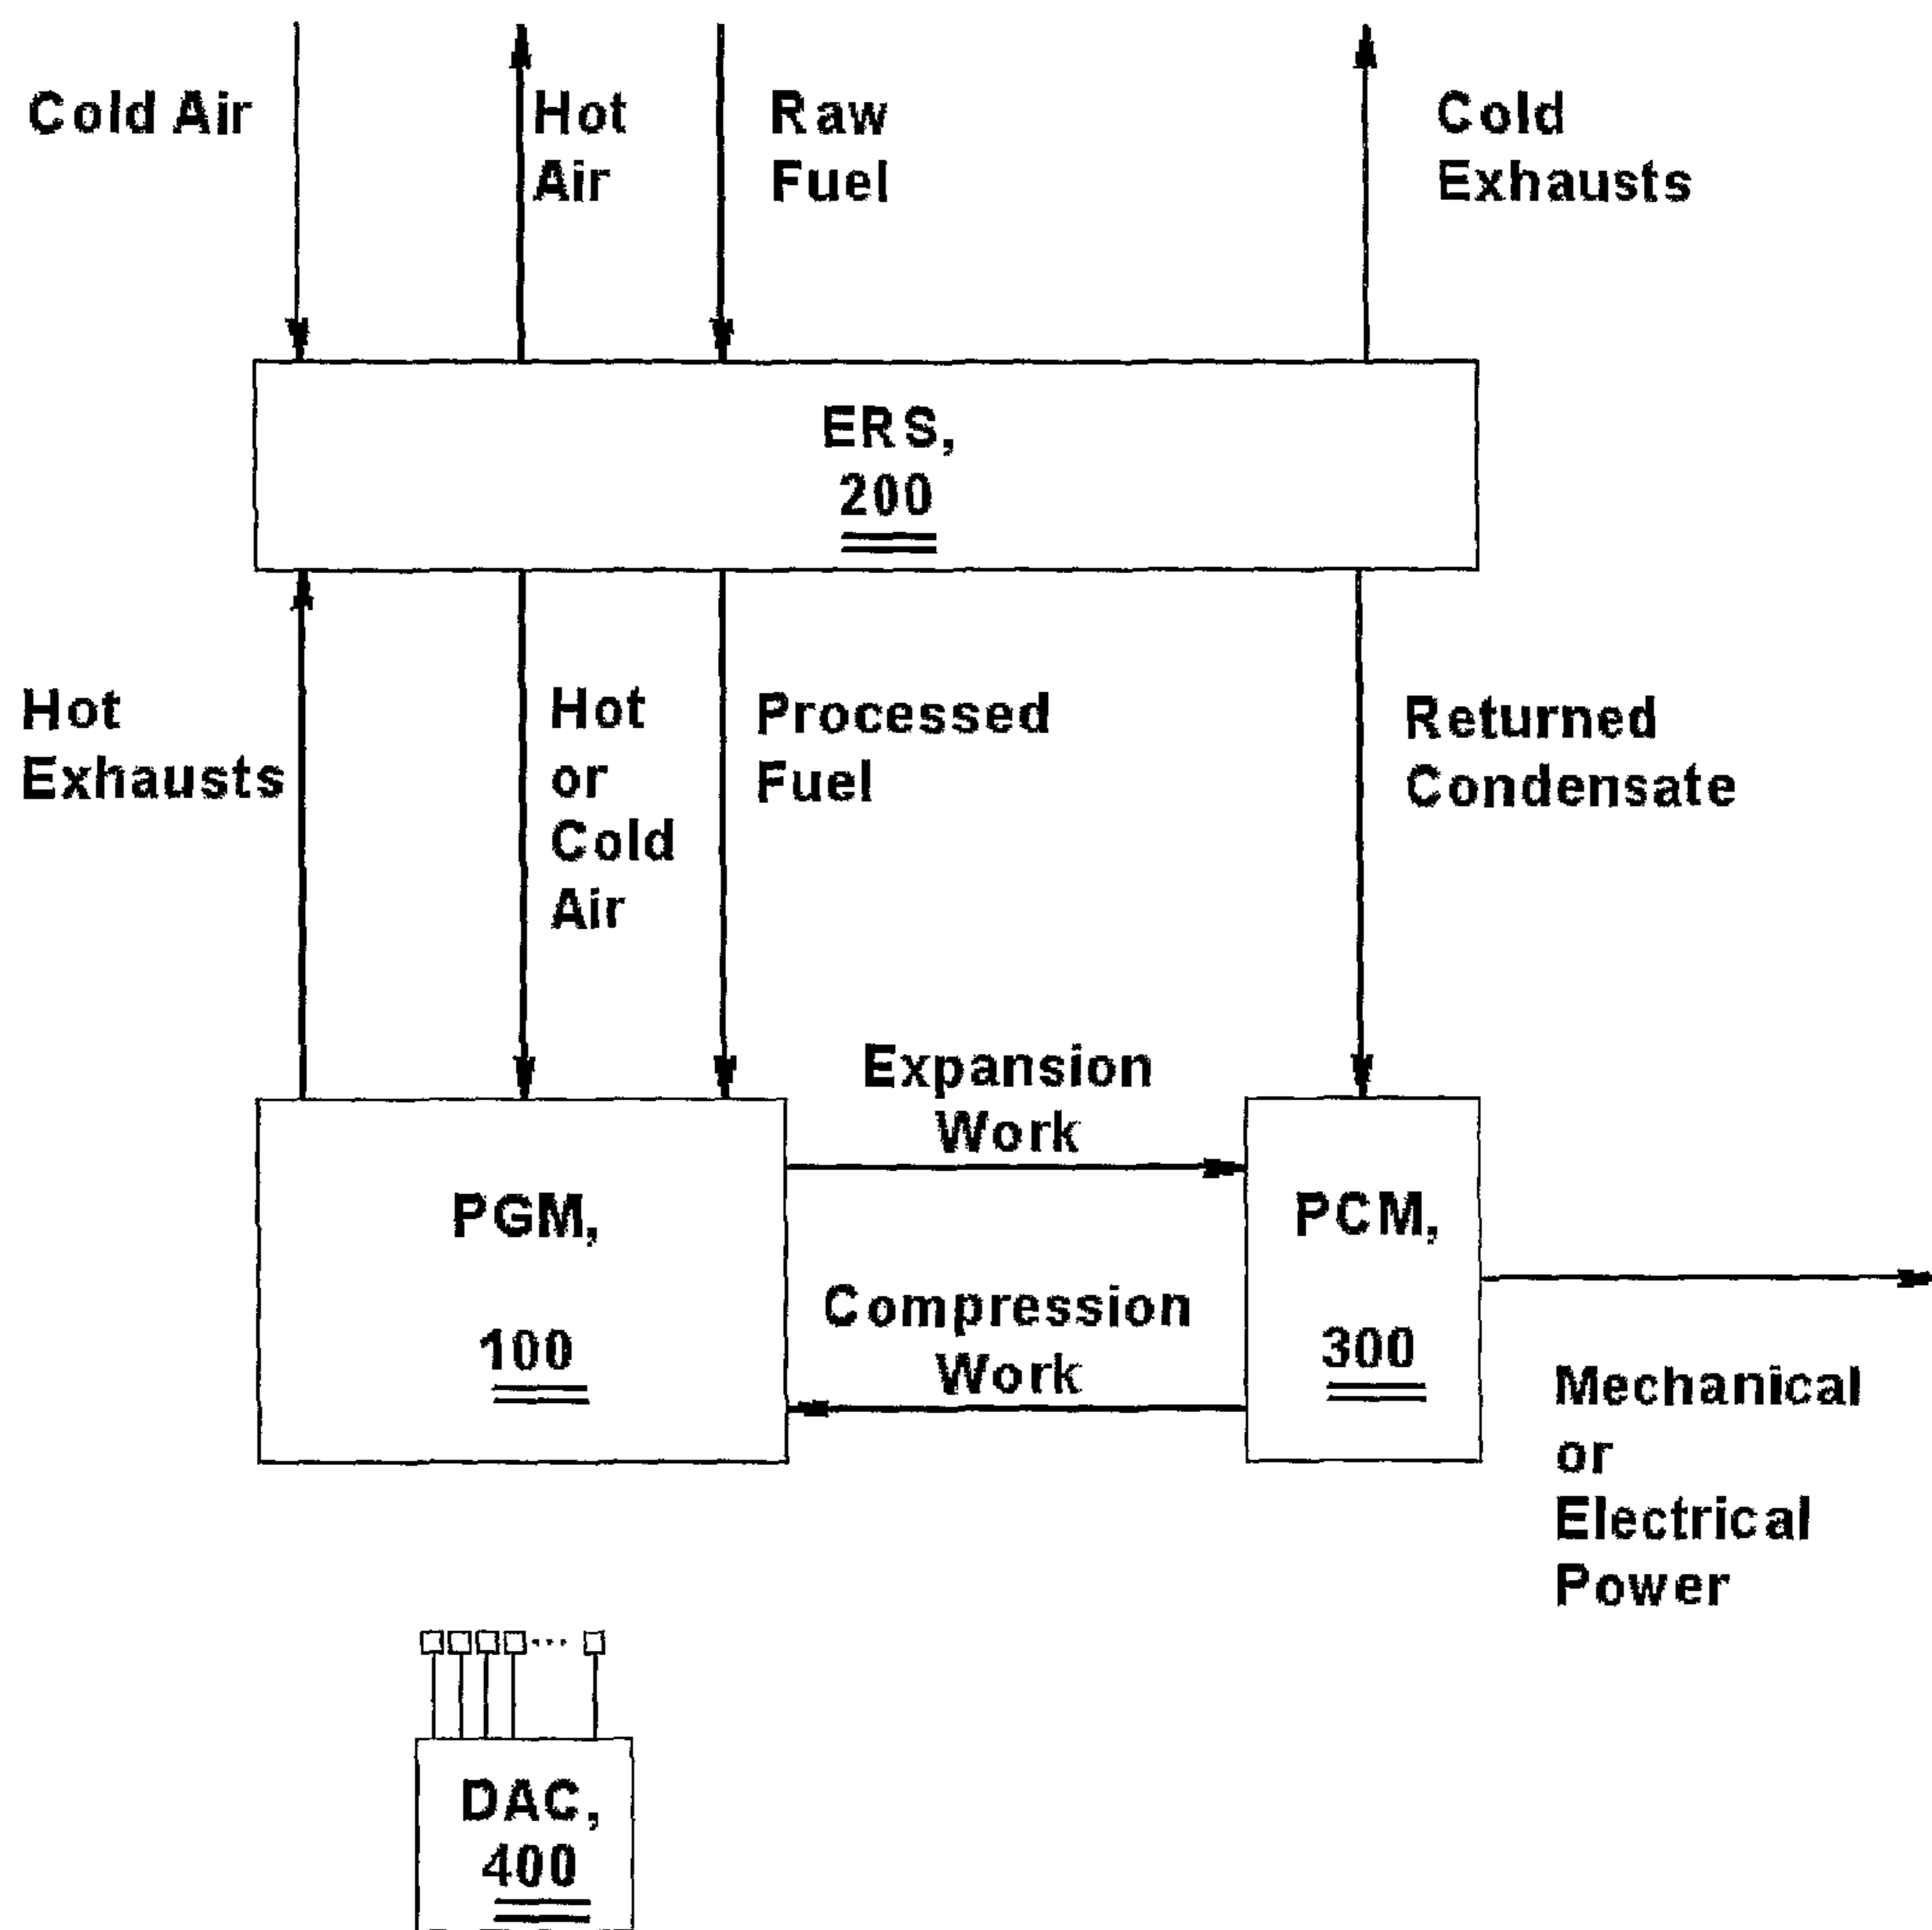 Cold Air
Hot
Air
Raw
Fuel
Cold
Exhausts
ERS,
200
Hot
Exhausts
Hot
or
Cold
Air
Processed
Fuel
Returned
Condensate
Expansion
Work
PGM,
100
PCM,
300
Compression
Work
Mechanical
or
Electrical
Power
...
DAC,
400